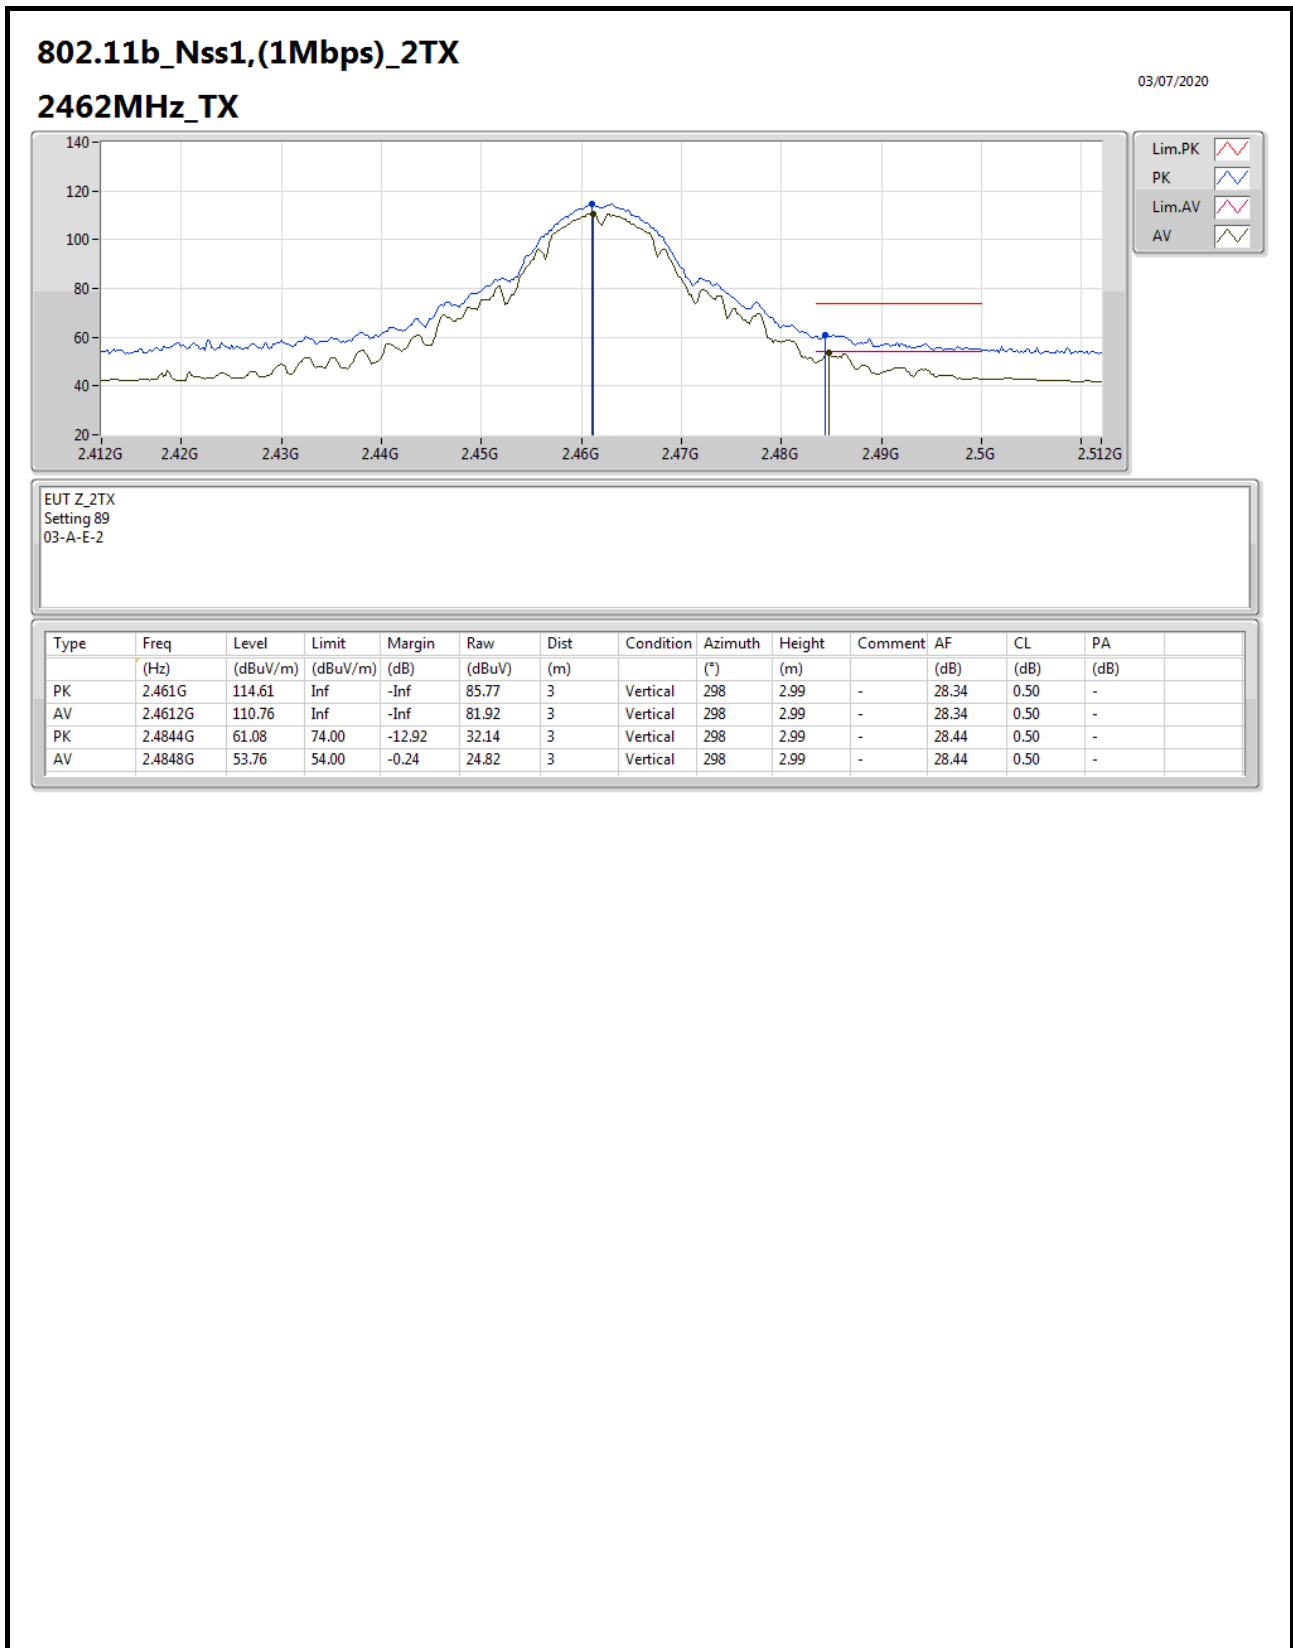 802.11b_Nss1,(1Mbps)_2TX
03/07/2020
2462MHz_TX
140
120
100
80
60
40
20
2.412G 2.42G 2.43G 2.44G 2.45G 2.46G 2.47G 2.48G 2.49G 2.5G 2.512G
Lim.PK
PK
Lim.AV
AV
EUT Z_2TX
Setting 89
03-A-E-2
Type Freq Level Limit Margin Raw Dist Condition Azimuth Height Comment AF CL PA
(Hz) (dBuV/m) (dBuV/m) (dB) (dBuV) (m) (°) (m) (dB) (dB) (dB)
PK 2.461G 114.61 Inf -Inf 85.77 3 Vertical 298 2.99 - 28.34 0.50 -
AV 2.4612G 110.76 Inf -Inf 81.92 3 Vertical 298 2.99 - 28.34 0.50 -
PK 2.4844G 61.08 74.00 -12.92 32.14 3 Vertical 298 2.99 - 28.44 0.50 -
AV 2.4848G 53.76 54.00 -0.24 24.82 3 Vertical 298 2.99 - 28.44 0.50 -